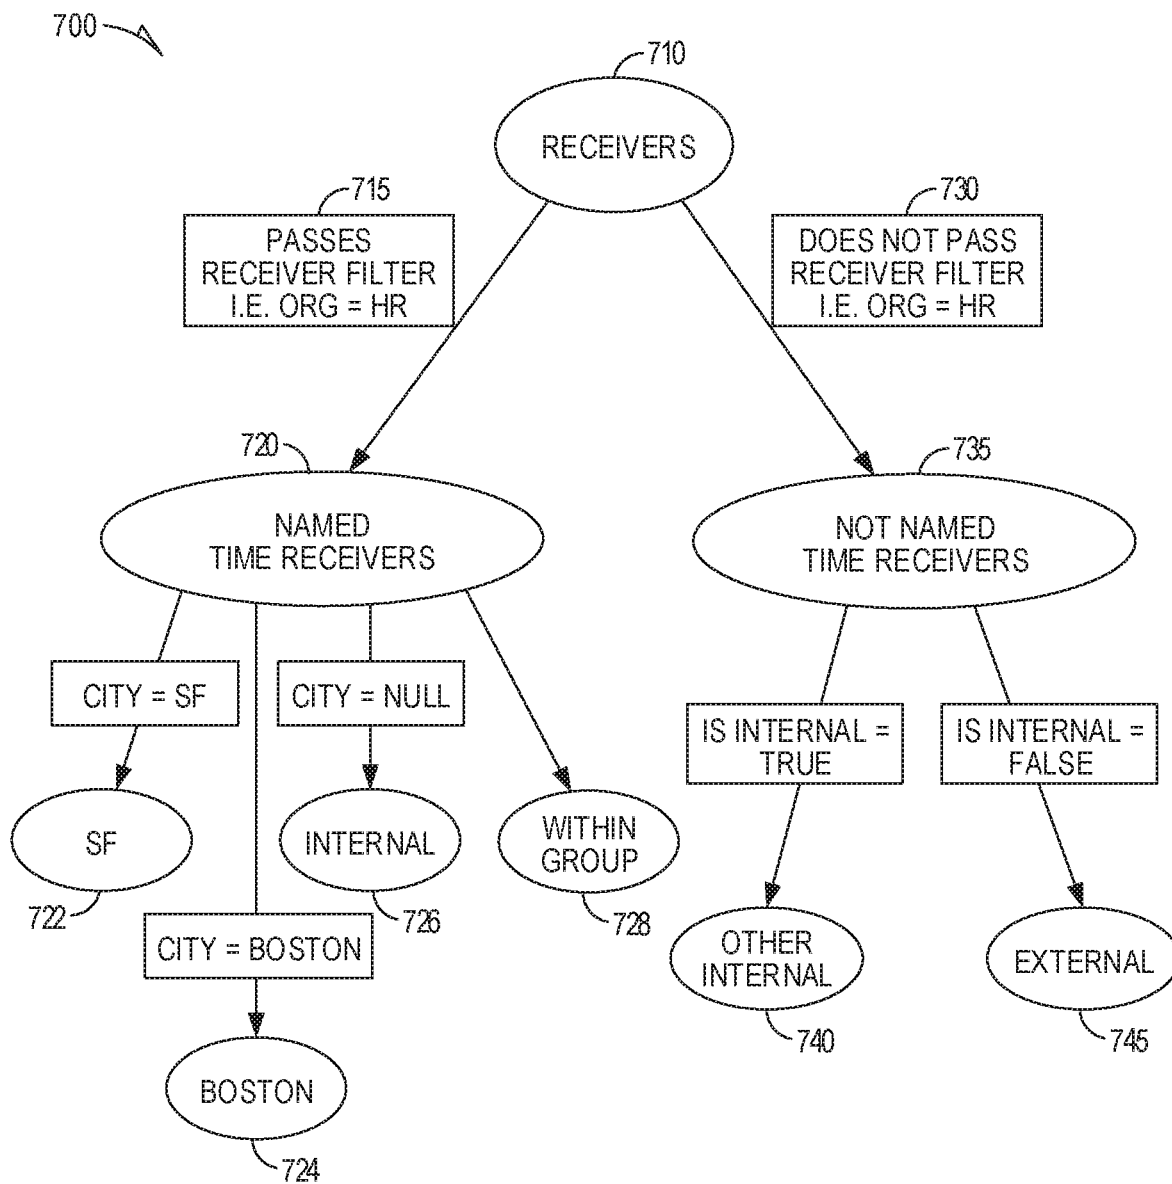 700
710
RECEIVERS
715
PASSES
RECEIVER FILTER
I.E. ORG = HR
730
DOES NOT PASS
RECEIVER FILTER
I.E. ORG = HR
720
NAMED
TIME RECEIVERS
735
NOT NAMED
TIME RECEIVERS
CITY = SF
CITY = NULL
IS INTERNAL =
TRUE
IS INTERNAL =
FALSE
SF
722
INTERNAL
726
WITHIN
GROUP
728
CITY = BOSTON
OTHER
INTERNAL
740
EXTERNAL
745
BOSTON
724